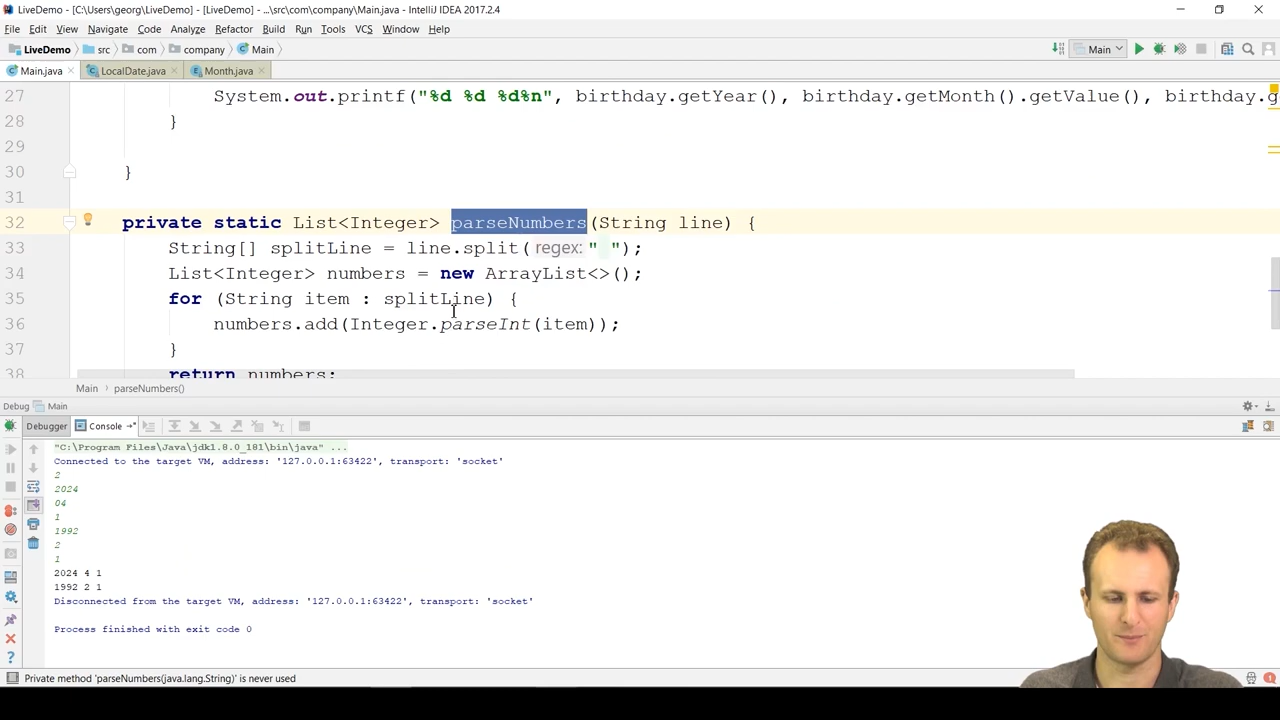 LiveDemo - [C:\Users\georg\LiveDemo] - [LiveDemo] - ...\src\com\company\Main.java - IntelliJ IDEA 2017.2.4
File Edit View Navigate Code Analyze Refactor Build Run Tools VCS Window Help
LiveDemo src com company Main Main
Main.java LocalDate.java Month.java
27 System.out.printf("%d %d %d%n", birthday.getYear(), birthday.getMonth().getValue(), birthday.g
28 }
29
30 }
31
32 private static List<Integer> parseNumbers(String line) {
33 String[] splitLine = line.split(regex: " ");
34 List<Integer> numbers = new ArrayList<>();
35 for (String item : splitLine) {
36 numbers.add(Integer.parseInt(item));
37 }
38 return numbers;
Main parseNumbers()
Debug Main
Debugger Console
"C:\Program Files\Java\jdk1.8.0_181\bin\java" ...
Connected to the target VM, address: '127.0.0.1:63422', transport: 'socket'
2
2024
04
1
1992
2
1
2024 4 1
1992 2 1
Disconnected from the target VM, address: '127.0.0.1:63422', transport: 'socket'
Process finished with exit code 0
Private method 'parseNumbers(java.lang.String)' is never used